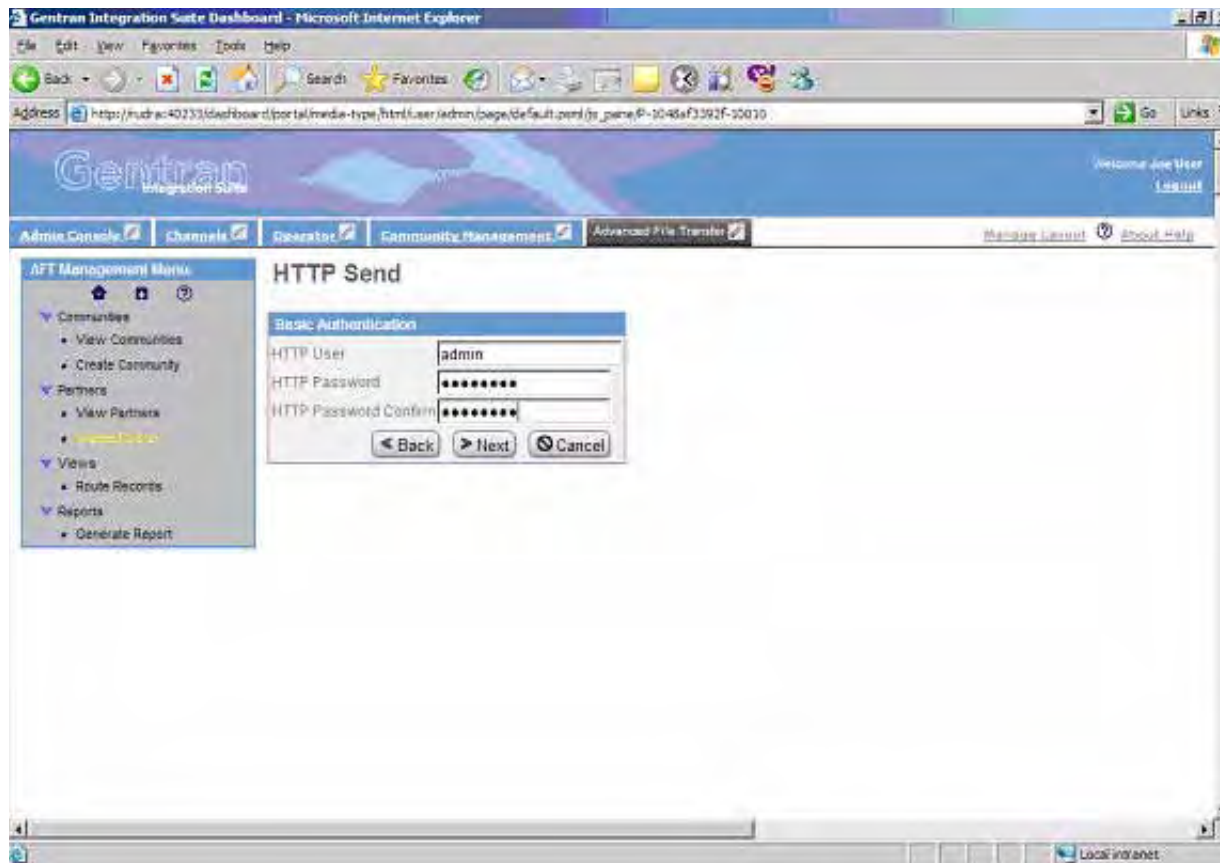 Gentran Integration Suite Dashboard - Microsoft Internet Explorer
File Edit View Favorites Tools Help
Back Search Favorites
Address Go Links
Gentran
Integration Suite
Welcome Joe User
Logout
Admin Console Channels Operator Community Management Advanced File Transfer
Manage Layout About Help
AFT Management Menu
Communities
View Communities
Create Community
Partners
View Partners
Views
Route Records
Reports
Generate Report
HTTP Send
Basic Authentication
HTTP User admin
HTTP Password ••••••••
HTTP Password Confirm ••••••••
Back Next Cancel
Local intranet